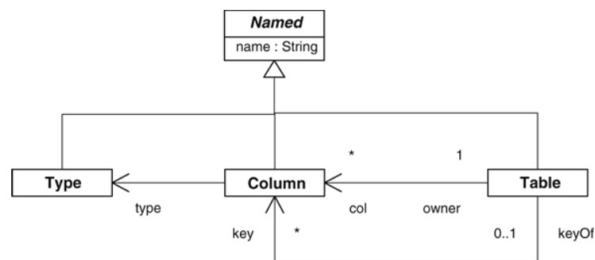 Named
name : String
* 1
Type Column Table
type col owner
key * 0..1 keyOf